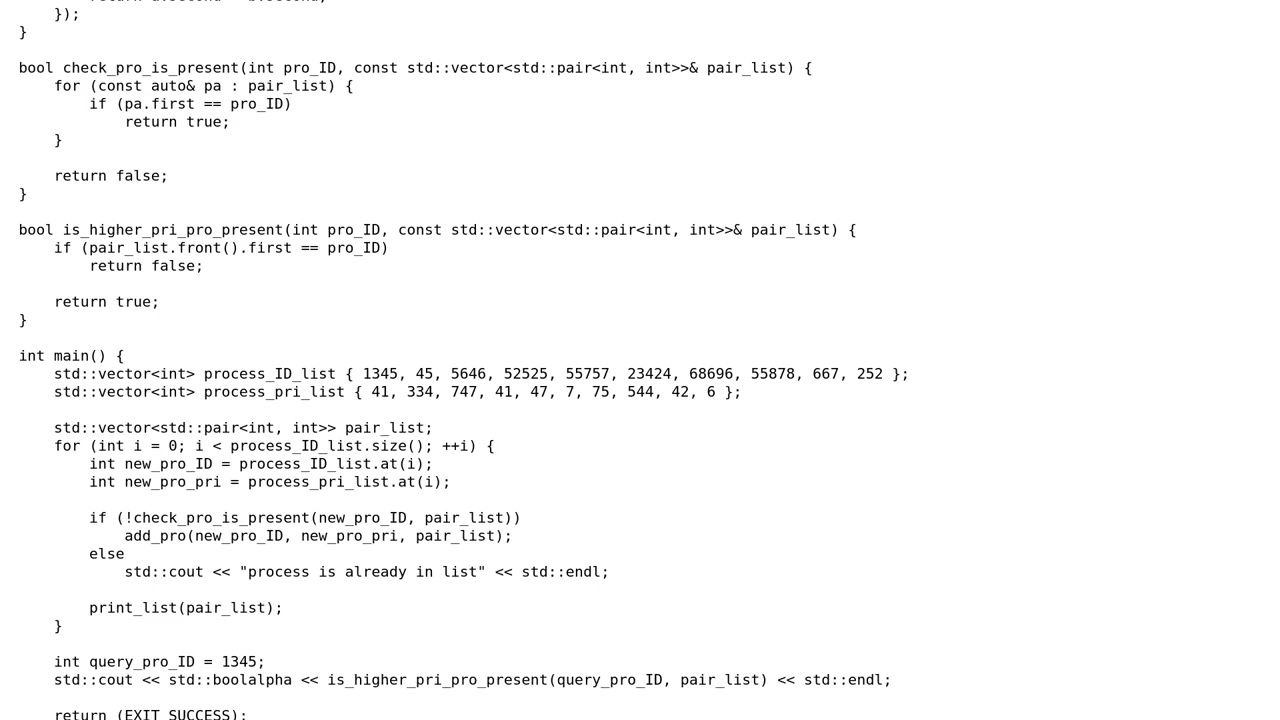 });
}

bool check_pro_is_present(int pro_ID, const std::vector<std::pair<int, int>>& pair_list) {
    for (const auto& pa : pair_list) {
        if (pa.first == pro_ID)
            return true;
    }

    return false;
}

bool is_higher_pri_pro_present(int pro_ID, const std::vector<std::pair<int, int>>& pair_list) {
    if (pair_list.front().first == pro_ID)
        return false;

    return true;
}

int main() {
    std::vector<int> process_ID_list { 1345, 45, 5646, 52525, 55757, 23424, 68696, 55878, 667, 252 };
    std::vector<int> process_pri_list { 41, 334, 747, 41, 47, 7, 75, 544, 42, 6 };

    std::vector<std::pair<int, int>> pair_list;
    for (int i = 0; i < process_ID_list.size(); ++i) {
        int new_pro_ID = process_ID_list.at(i);
        int new_pro_pri = process_pri_list.at(i);

        if (!check_pro_is_present(new_pro_ID, pair_list))
            add_pro(new_pro_ID, new_pro_pri, pair_list);
        else
            std::cout << "process is already in list" << std::endl;

        print_list(pair_list);
    }

    int query_pro_ID = 1345;
    std::cout << std::boolalpha << is_higher_pri_pro_present(query_pro_ID, pair_list) << std::endl;

    return (EXIT_SUCCESS);